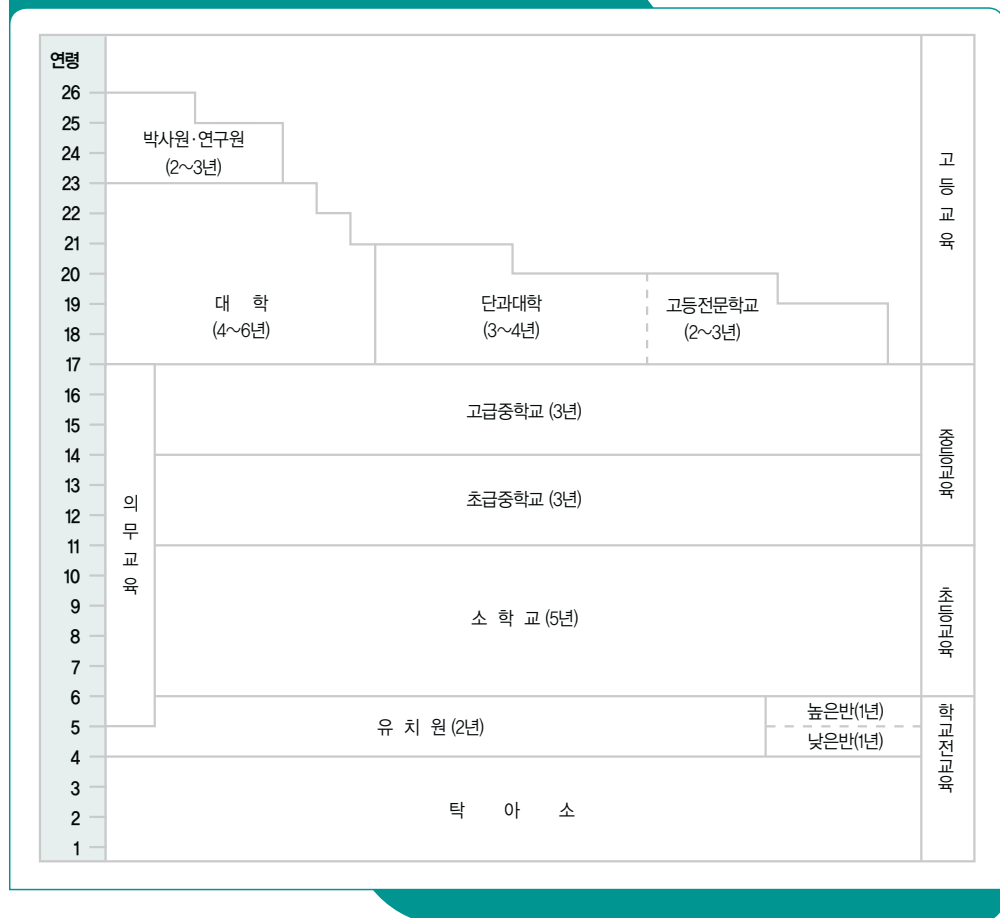 연령
26
25
24
23
22
21
20
19
18
17
16
15
14
13
12
11
10
9
8
7
6
5
4
3
2
1
박사원·연구원
(2~3년)
대 학
(4~6년)
단과대학
(3~4년)
고등전문학교
(2~3년)
고급중학교 (3년)
초급중학교 (3년)
소 학 교 (5년)
유 치 원 (2년)
높은반(1년)
낮은반(1년)
탁 아 소
의무교육
고등교육
중등교육
초등교육
학교전교육